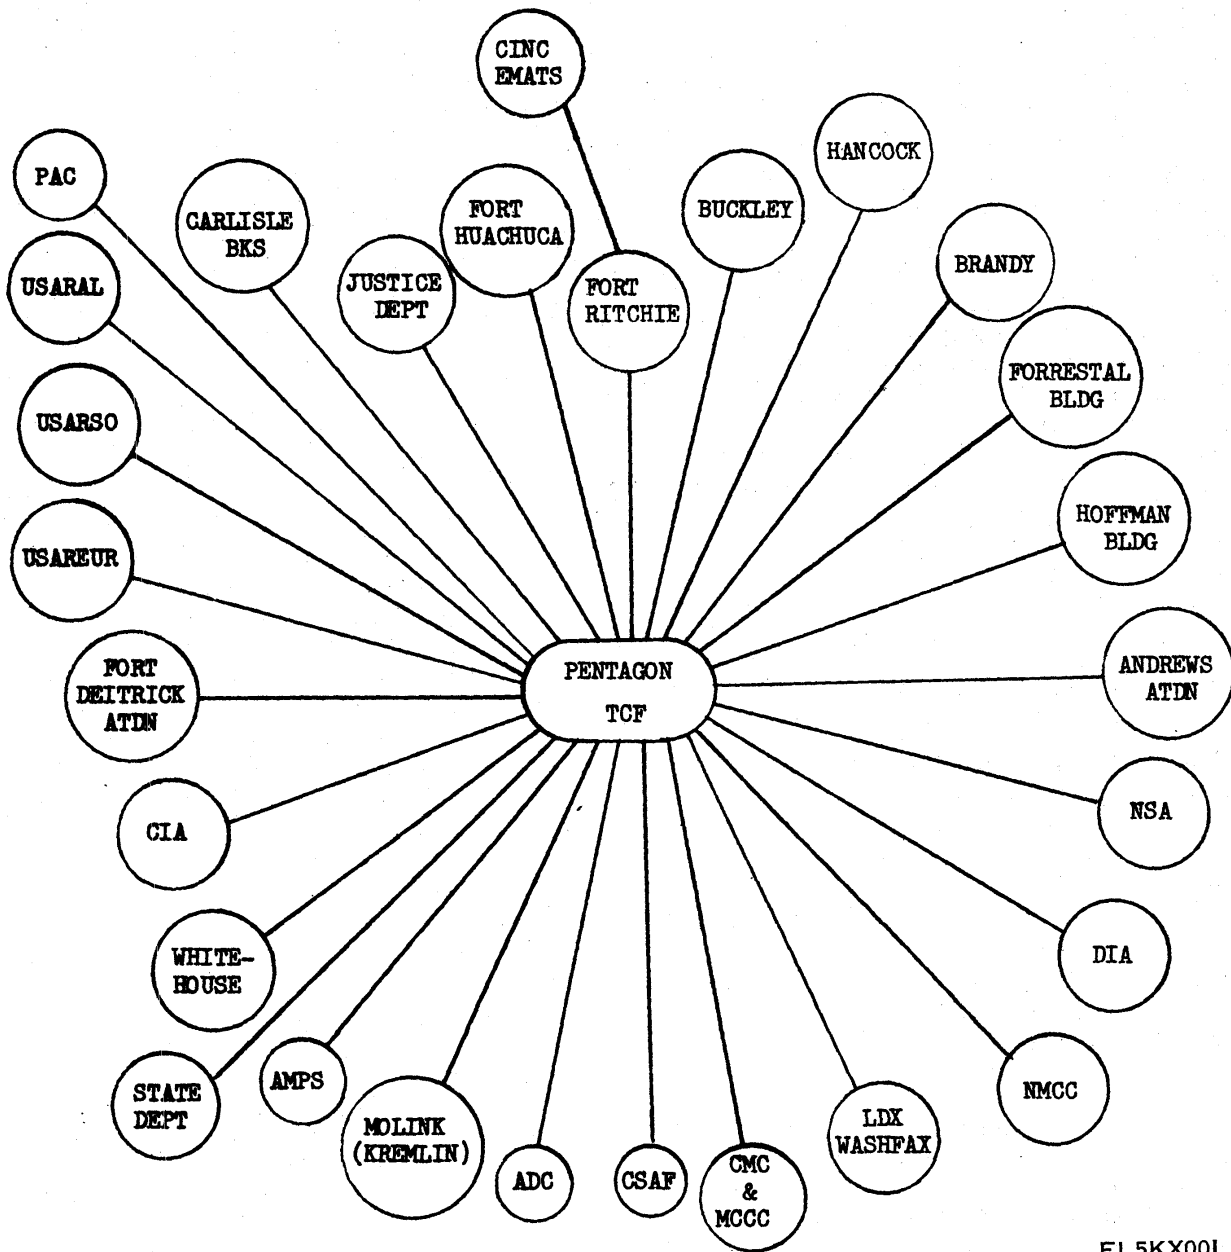 CINC
EMATS
HANCOCK
PAC
CARLISLE
BKS
FORT
HUACHUCA
BUCKLEY
USARAL
JUSTICE
DEPT
FORT
RITCHIE
BRANDY
FORRESTAL
BLDG
USARSO
HOFFMAN
BLDG
USAREUR
FORT
DEITRICK
ATDN
PENTAGON
TCF
ANDREWS
ATDN
CIA
NSA
WHITE-
HOUSE
DIA
STATE
DEPT
AMPS
MOLINK
(KREMLIN)
ADC
CSAF
CMC
&
MCCC
LDX
WASHFAX
NMCC